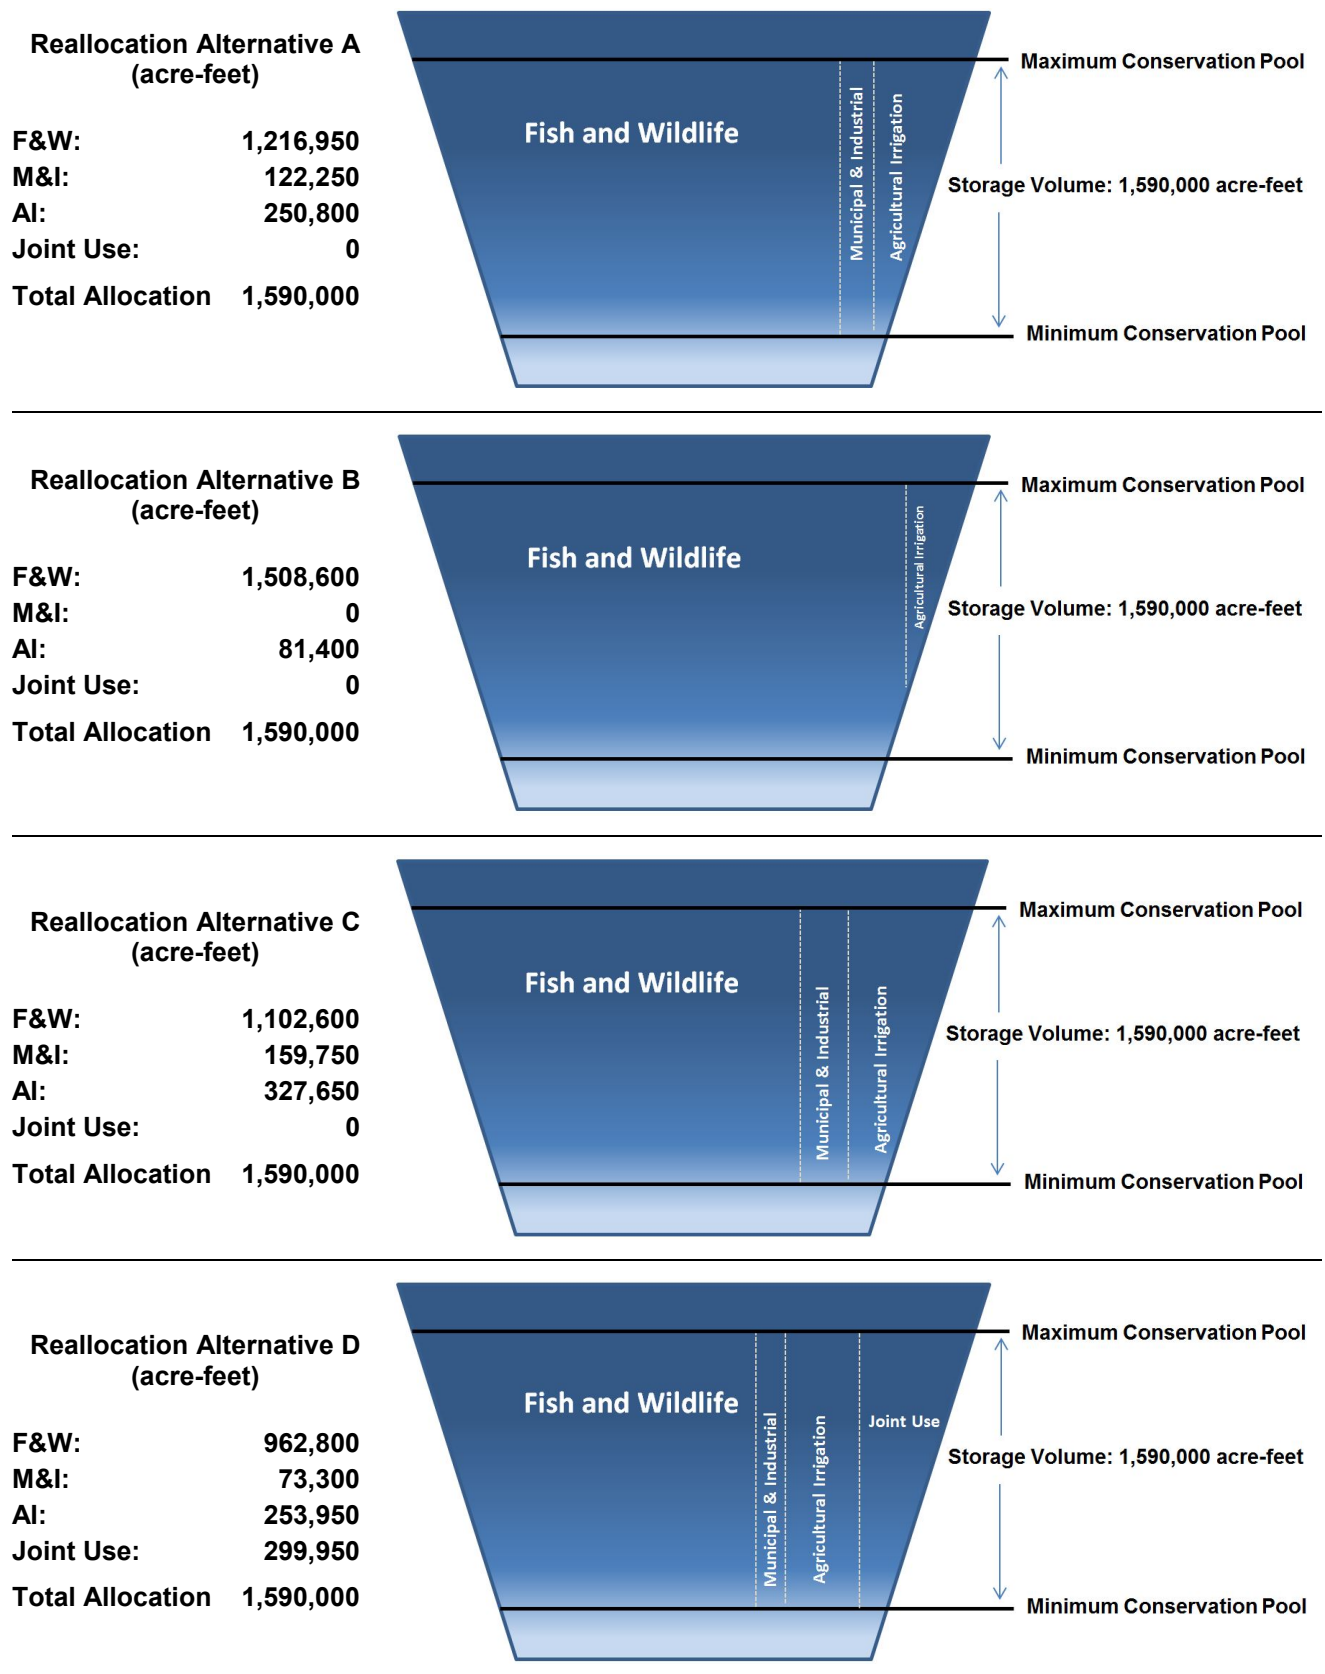 Reallocation Alternative A
(acre-feet)
F&W: 1,216,950
M&I: 122,250
AI: 250,800
Joint Use: 0
Total Allocation 1,590,000
Fish and Wildlife
Municipal & Industrial
Agricultural Irrigation
Maximum Conservation Pool
Storage Volume: 1,590,000 acre-feet
Minimum Conservation Pool
Reallocation Alternative B
(acre-feet)
F&W: 1,508,600
M&I: 0
AI: 81,400
Joint Use: 0
Total Allocation 1,590,000
Fish and Wildlife
Agricultural Irrigation
Maximum Conservation Pool
Storage Volume: 1,590,000 acre-feet
Minimum Conservation Pool
Reallocation Alternative C
(acre-feet)
F&W: 1,102,600
M&I: 159,750
AI: 327,650
Joint Use: 0
Total Allocation 1,590,000
Fish and Wildlife
Municipal & Industrial
Agricultural Irrigation
Maximum Conservation Pool
Storage Volume: 1,590,000 acre-feet
Minimum Conservation Pool
Reallocation Alternative D
(acre-feet)
F&W: 962,800
M&I: 73,300
AI: 253,950
Joint Use: 299,950
Total Allocation 1,590,000
Fish and Wildlife
Municipal & Industrial
Agricultural Irrigation
Joint Use
Maximum Conservation Pool
Storage Volume: 1,590,000 acre-feet
Minimum Conservation Pool